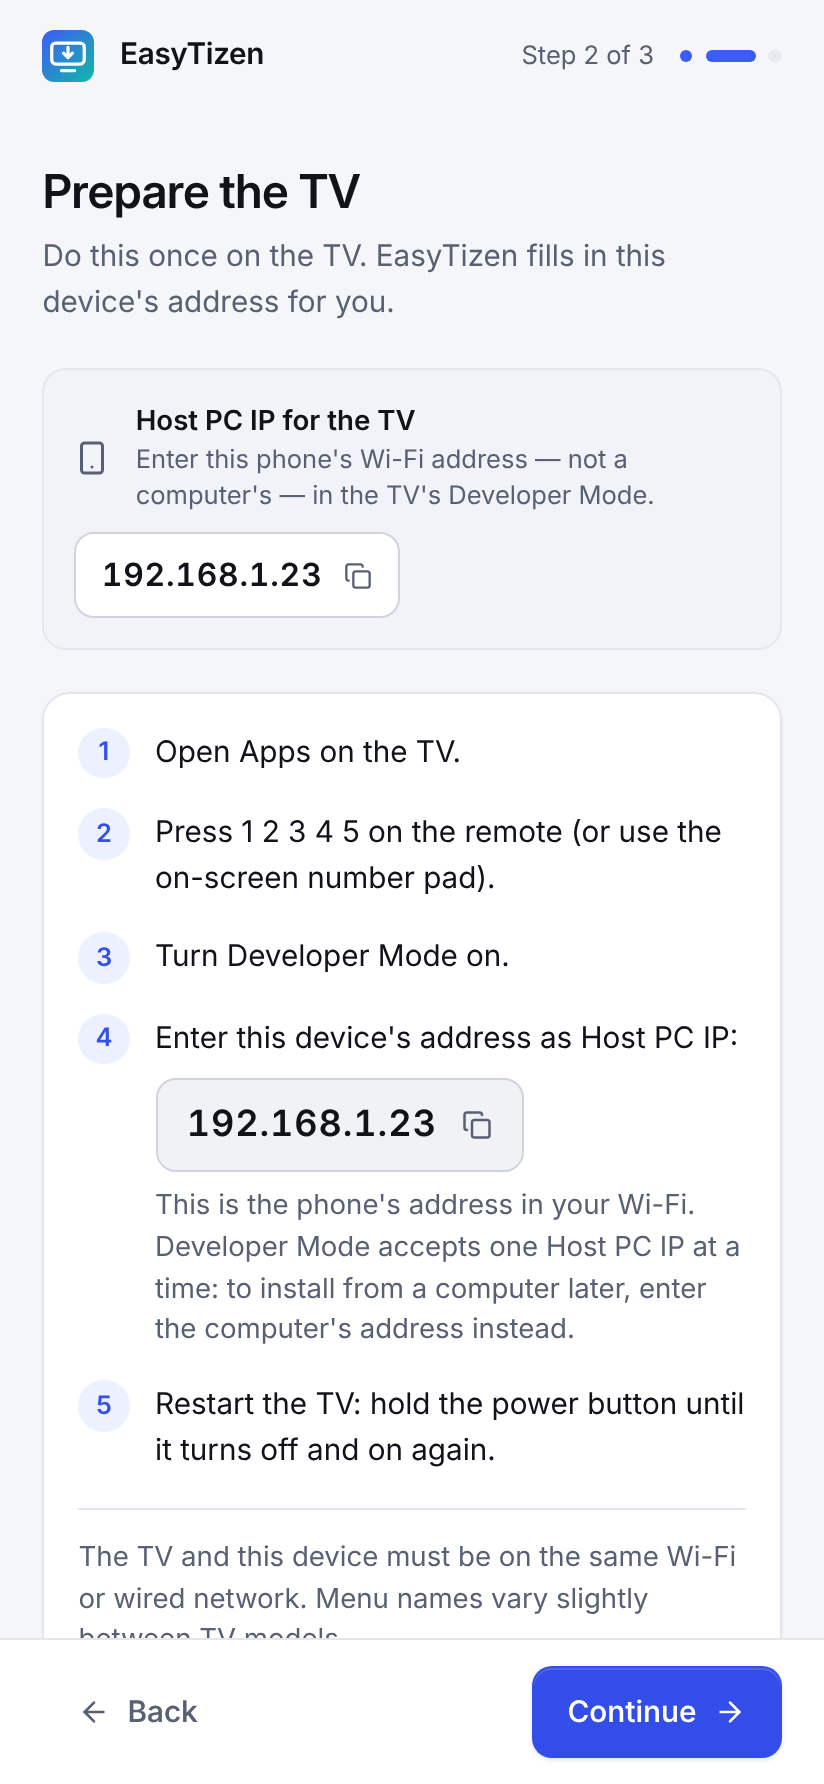 EasyTizen
Step 2 of 3
Prepare the TV
Do this once on the TV. EasyTizen fills in this
device's address for you.
Host PC IP for the TV
Enter this phone's Wi-Fi address — not a
computer's — in the TV's Developer Mode.
192.168.1.23
1
Open Apps on the TV.
2
Press 1 2 3 4 5 on the remote (or use the
on-screen number pad).
3
Turn Developer Mode on.
4
Enter this device's address as Host PC IP:
192.168.1.23
This is the phone's address in your Wi-Fi.
Developer Mode accepts one Host PC IP at a
time: to install from a computer later, enter
the computer's address instead.
5
Restart the TV: hold the power button until
it turns off and on again.
The TV and this device must be on the same Wi-Fi
or wired network. Menu names vary slightly
between TV models.
Back
Continue